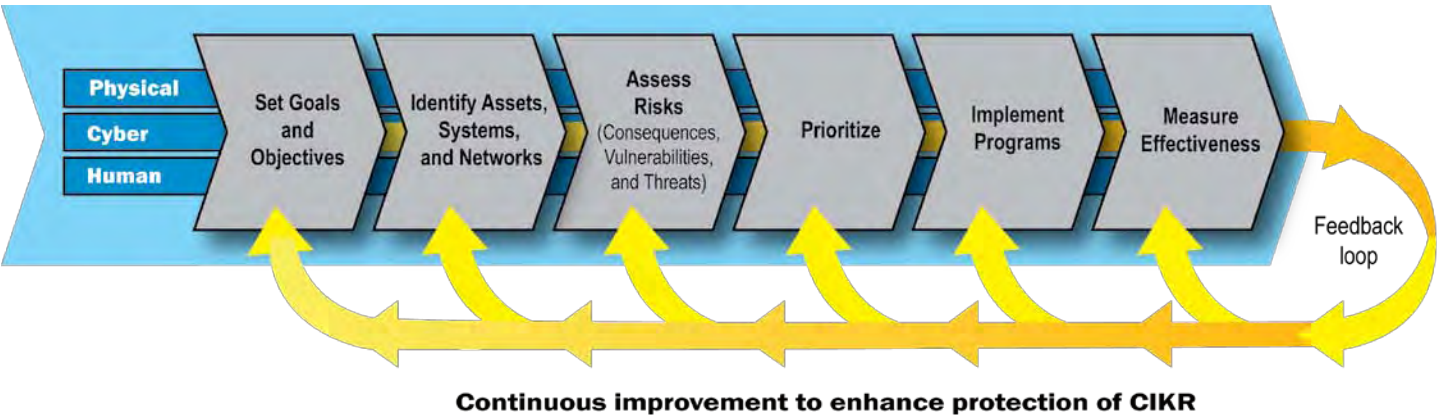 Physical
Cyber
Human
Set Goals
and
Objectives
Identify Assets,
Systems,
and Networks
Assess
Risks
(Consequences,
Vulnerabilities,
and Threats)
Prioritize
Implement
Programs
Measure
Effectiveness
Feedback
loop
Continuous improvement to enhance protection of CIKR